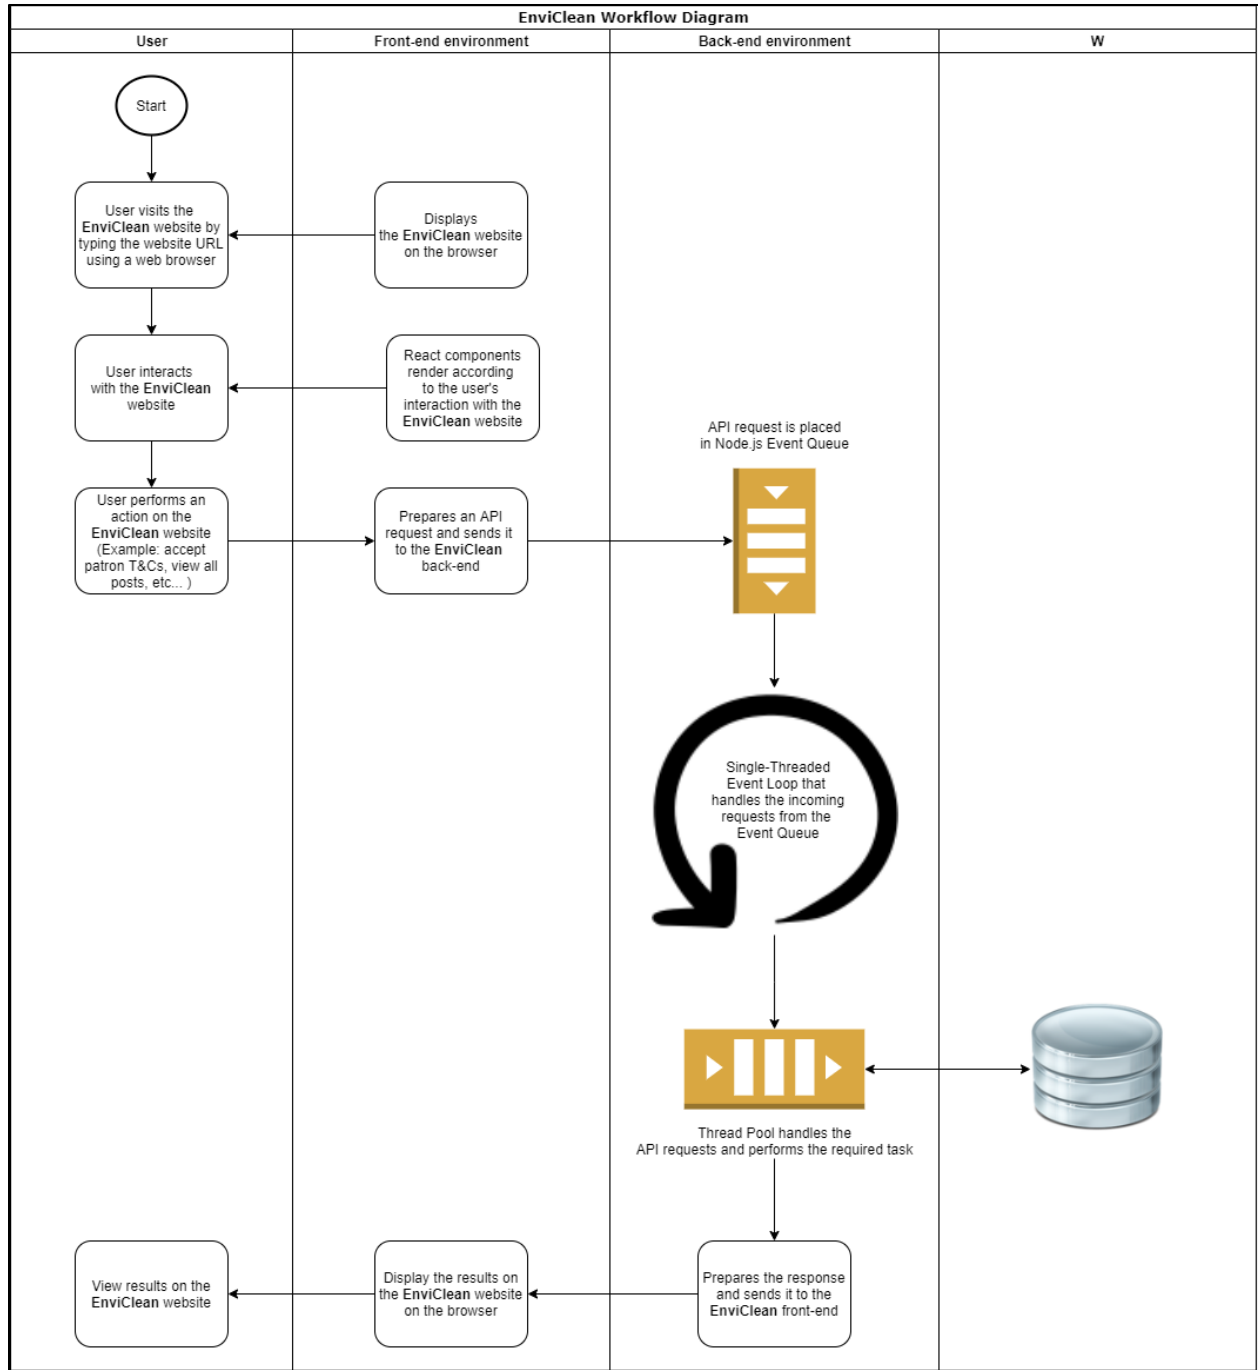 EnviClean Workflow Diagram
User
Front-end environment
Back-end environment
W
Start
User visits the
EnviClean website by
typing the website URL
using a web browser
Displays
the EnviClean website
on the browser
User interacts
with the EnviClean
website
React components
render according
to the user's
interaction with the
EnviClean website
API request is placed
in Node.js Event Queue
User performs an
action on the
EnviClean website
(Example: accept
patron T&Cs, view all
posts, etc... )
Prepares an API
request and sends it
to the EnviClean
back-end
Single-Threaded
Event Loop that
handles the incoming
requests from the
Event Queue
Thread Pool handles the
API requests and performs the required task
View results on the
EnviClean website
Display the results on
the EnviClean website
on the browser
Prepares the response
and sends it to the
EnviClean front-end